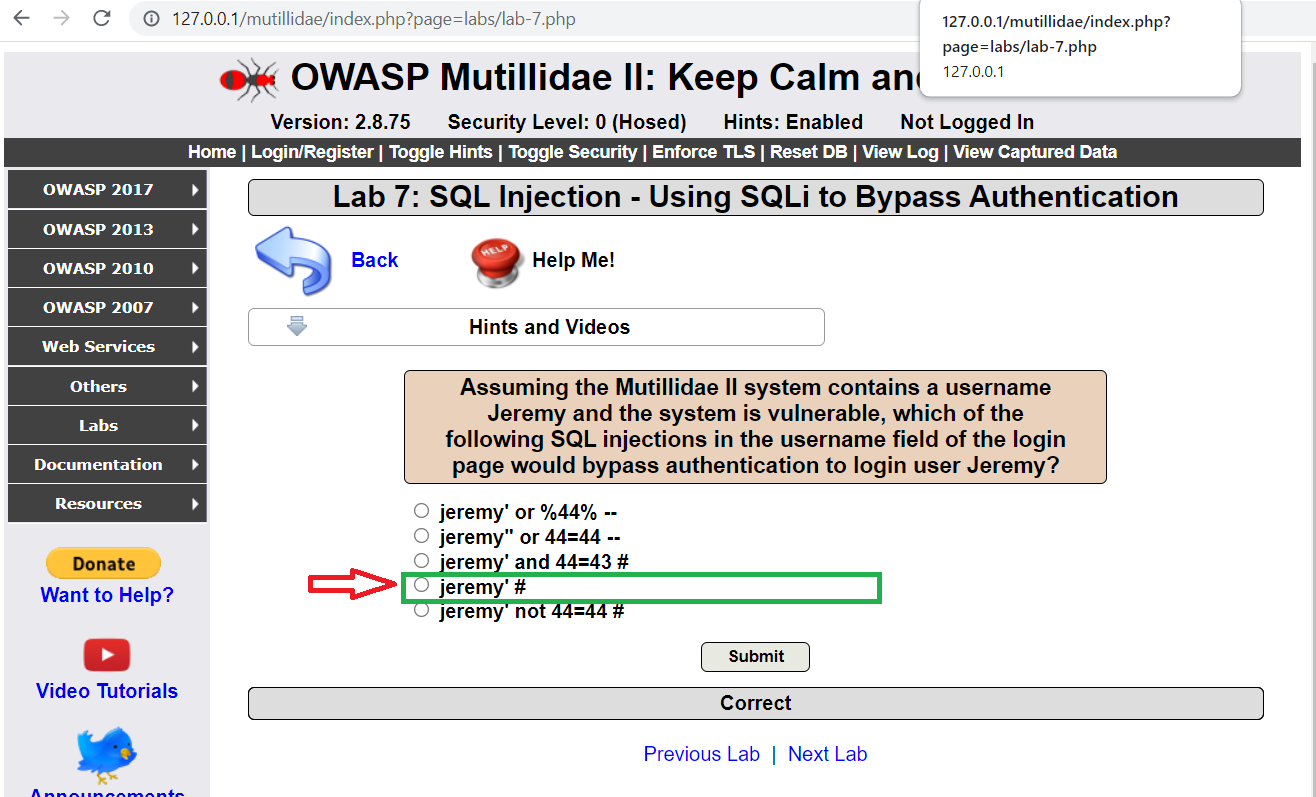 127.0.0.1/mutillidae/index.php?page=labs/lab-7.php
127.0.0.1/mutillidae/index.php?
page=labs/lab-7.php
127.0.0.1
OWASP Mutillidae II: Keep Calm and
Version: 2.8.75 Security Level: 0 (Hosed) Hints: Enabled Not Logged In
Home | Login/Register | Toggle Hints | Toggle Security | Enforce TLS | Reset DB | View Log | View Captured Data
OWASP 2017
OWASP 2013
OWASP 2010
OWASP 2007
Web Services
Others
Labs
Documentation
Resources
Donate
Want to Help?
Video Tutorials
Announcements
Lab 7: SQL Injection - Using SQLi to Bypass Authentication
Back
HELP
Help Me!
Hints and Videos
Assuming the Mutillidae II system contains a username
Jeremy and the system is vulnerable, which of the
following SQL injections in the username field of the login
page would bypass authentication to login user Jeremy?
jeremy' or %44% --
jeremy" or 44=44 --
jeremy' and 44=43 #
jeremy' #
jeremy' not 44=44 #
Submit
Correct
Previous Lab | Next Lab